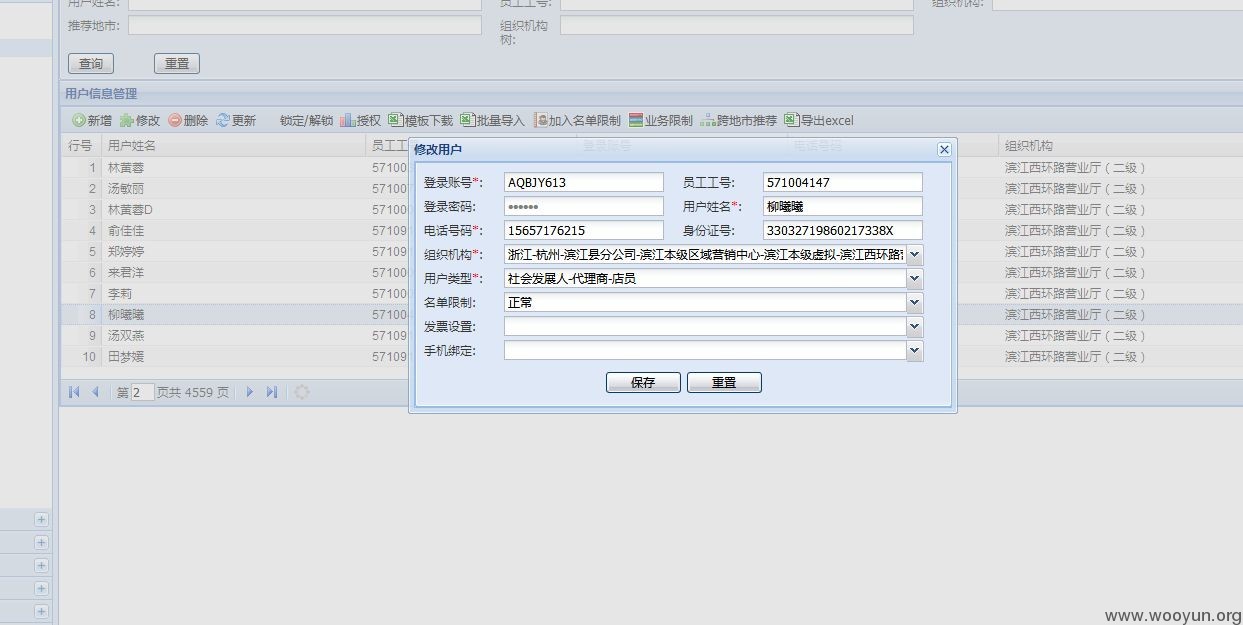 用户姓名:
员工工号:
组织机构:
推荐地市:
组织机构树:
查询 重置
用户信息管理
新增 修改 删除 更新 锁定/解锁 授权 模板下载 批量导入 加入名单限制 业务限制 跨地市推荐 导出excel
行号 用户姓名 员工工 登录账号 电话号码 组织机构
1 林黄蓉 57100 滨江西环路营业厅（二级）
2 汤敏丽 57100 滨江西环路营业厅（二级）
3 林黄蓉D 57100 滨江西环路营业厅（二级）
4 俞佳佳 57100 滨江西环路营业厅（二级）
5 郑婷婷 57100 滨江西环路营业厅（二级）
6 来君洋 57100 滨江西环路营业厅（二级）
7 李莉 57100 滨江西环路营业厅（二级）
8 柳曦曦 571004 滨江西环路营业厅（二级）
9 汤双燕 57109 滨江西环路营业厅（二级）
10 田梦媛 57109 滨江西环路营业厅（二级）
第 2 页共 4559 页
修改用户
登录账号*: AQBJY613 员工工号: 571004147
登录密码: •••••• 用户姓名*: 柳曦曦
电话号码*: 15657176215 身份证号: 33032719860217338X
组织机构*: 浙江-杭州-滨江县分公司-滨江本级区域营销中心-滨江本级虚拟-滨江西环路
用户类型*: 社会发展人-代理商-店员
名单限制: 正常
发票设置:
手机绑定:
保存 重置
www.wooyun.org